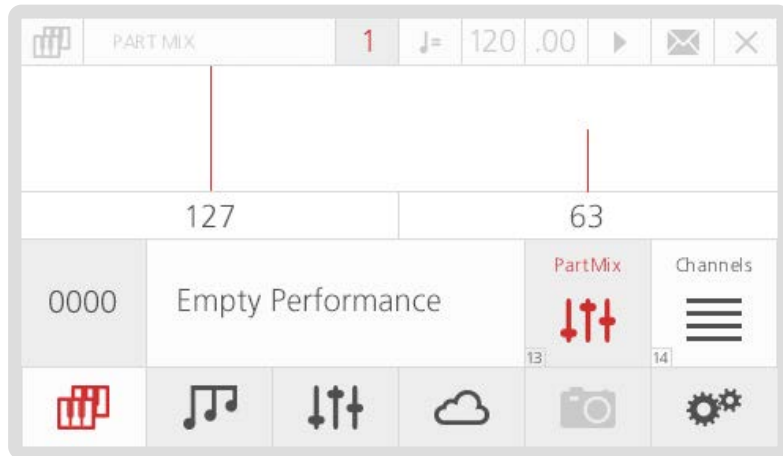 PART MIX 1 ♩= 120 .00
127 63
PartMix Channels
0000 Empty Performance
13 14